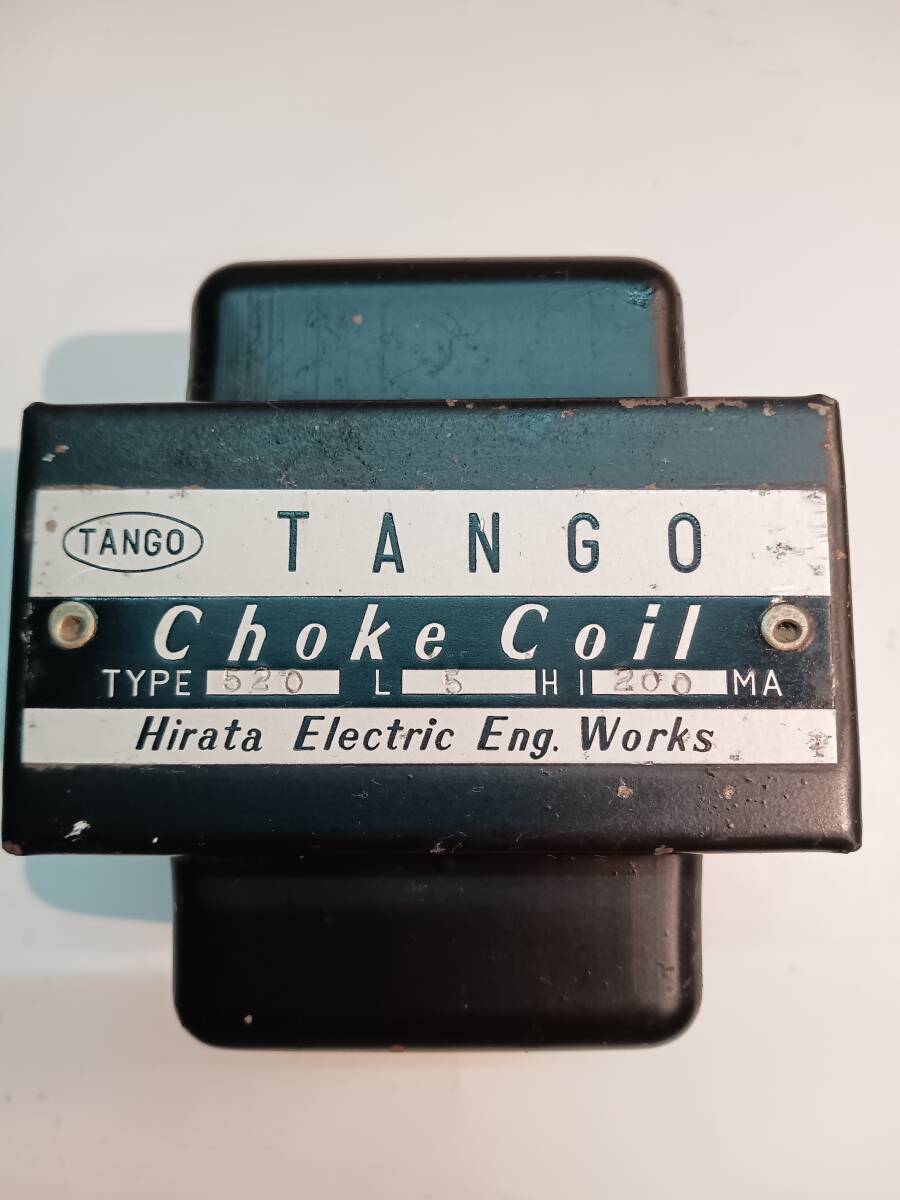 TANGO TANGO
Choke Coil
TYPE 520 L 5 H I 200 MA
Hirata Electric Eng. Works